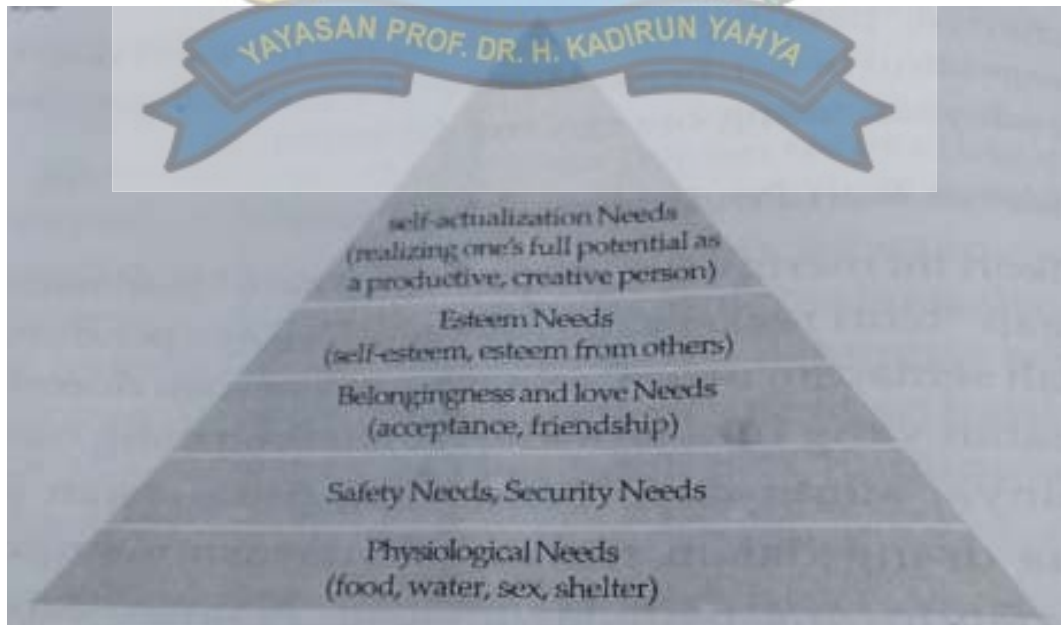 YAYASAN PROF. DR. H. KADIRUN YAHYA
self-actualization Needs
(realizing one's full potential as
a productive, creative person)
Esteem Needs
(self-esteem, esteem from others)
Belongingness and love Needs
(acceptance, friendship)
Safety Needs, Security Needs
Physiological Needs
(food, water, sex, shelter)